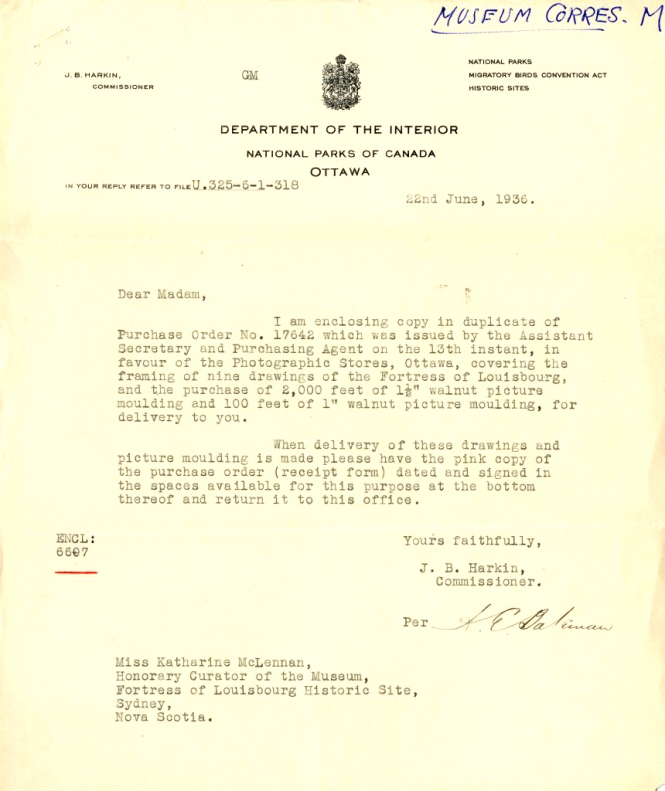 MUSEUM CORRES. M
J. B. HARKIN,
COMMISSIONER
GM
NATIONAL PARKS
MIGRATORY BIRDS CONVENTION ACT
HISTORIC SITES
DEPARTMENT OF THE INTERIOR
NATIONAL PARKS OF CANADA
OTTAWA
IN YOUR REPLY REFER TO FILE U.325-6-1-318
22nd June, 1936.
Dear Madam,
I am enclosing copy in duplicate of
Purchase Order No. 17642 which was issued by the Assistant
Secretary and Purchasing Agent on the 13th instant, in
favour of the Photographic Stores, Ottawa, covering the
framing of nine drawings of the Fortress of Louisbourg,
and the purchase of 2,000 feet of 1½" walnut picture
moulding and 100 feet of 1" walnut picture moulding, for
delivery to you.
When delivery of these drawings and
picture moulding is made please have the pink copy of
the purchase order (receipt form) dated and signed in
the spaces available for this purpose at the bottom
thereof and return it to this office.
ENCL:
6607
Yours faithfully,
J. B. Harkin,
Commissioner.
Per
Miss Katharine McLennan,
Honorary Curator of the Museum,
Fortress of Louisbourg Historic Site,
Sydney,
Nova Scotia.